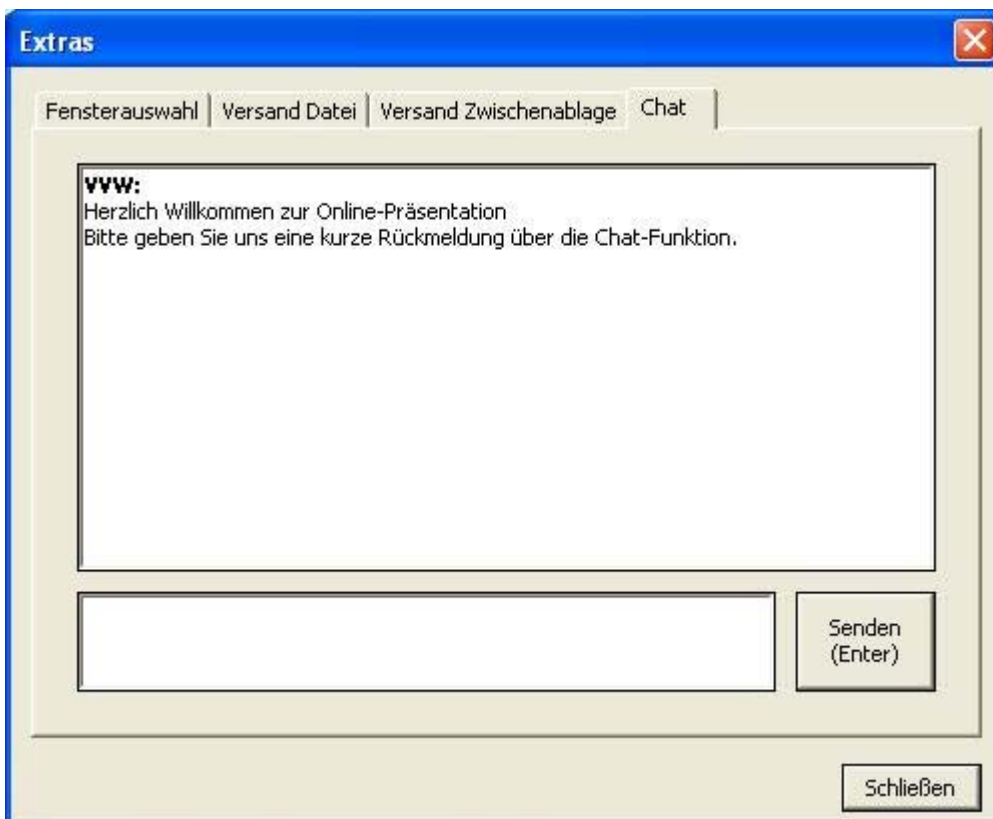 Extras
Fensterauswahl Versand Datei Versand Zwischenablage Chat
VVW:
Herzlich Willkommen zur Online-Präsentation
Bitte geben Sie uns eine kurze Rückmeldung über die Chat-Funktion.
Senden
(Enter)
Schließen